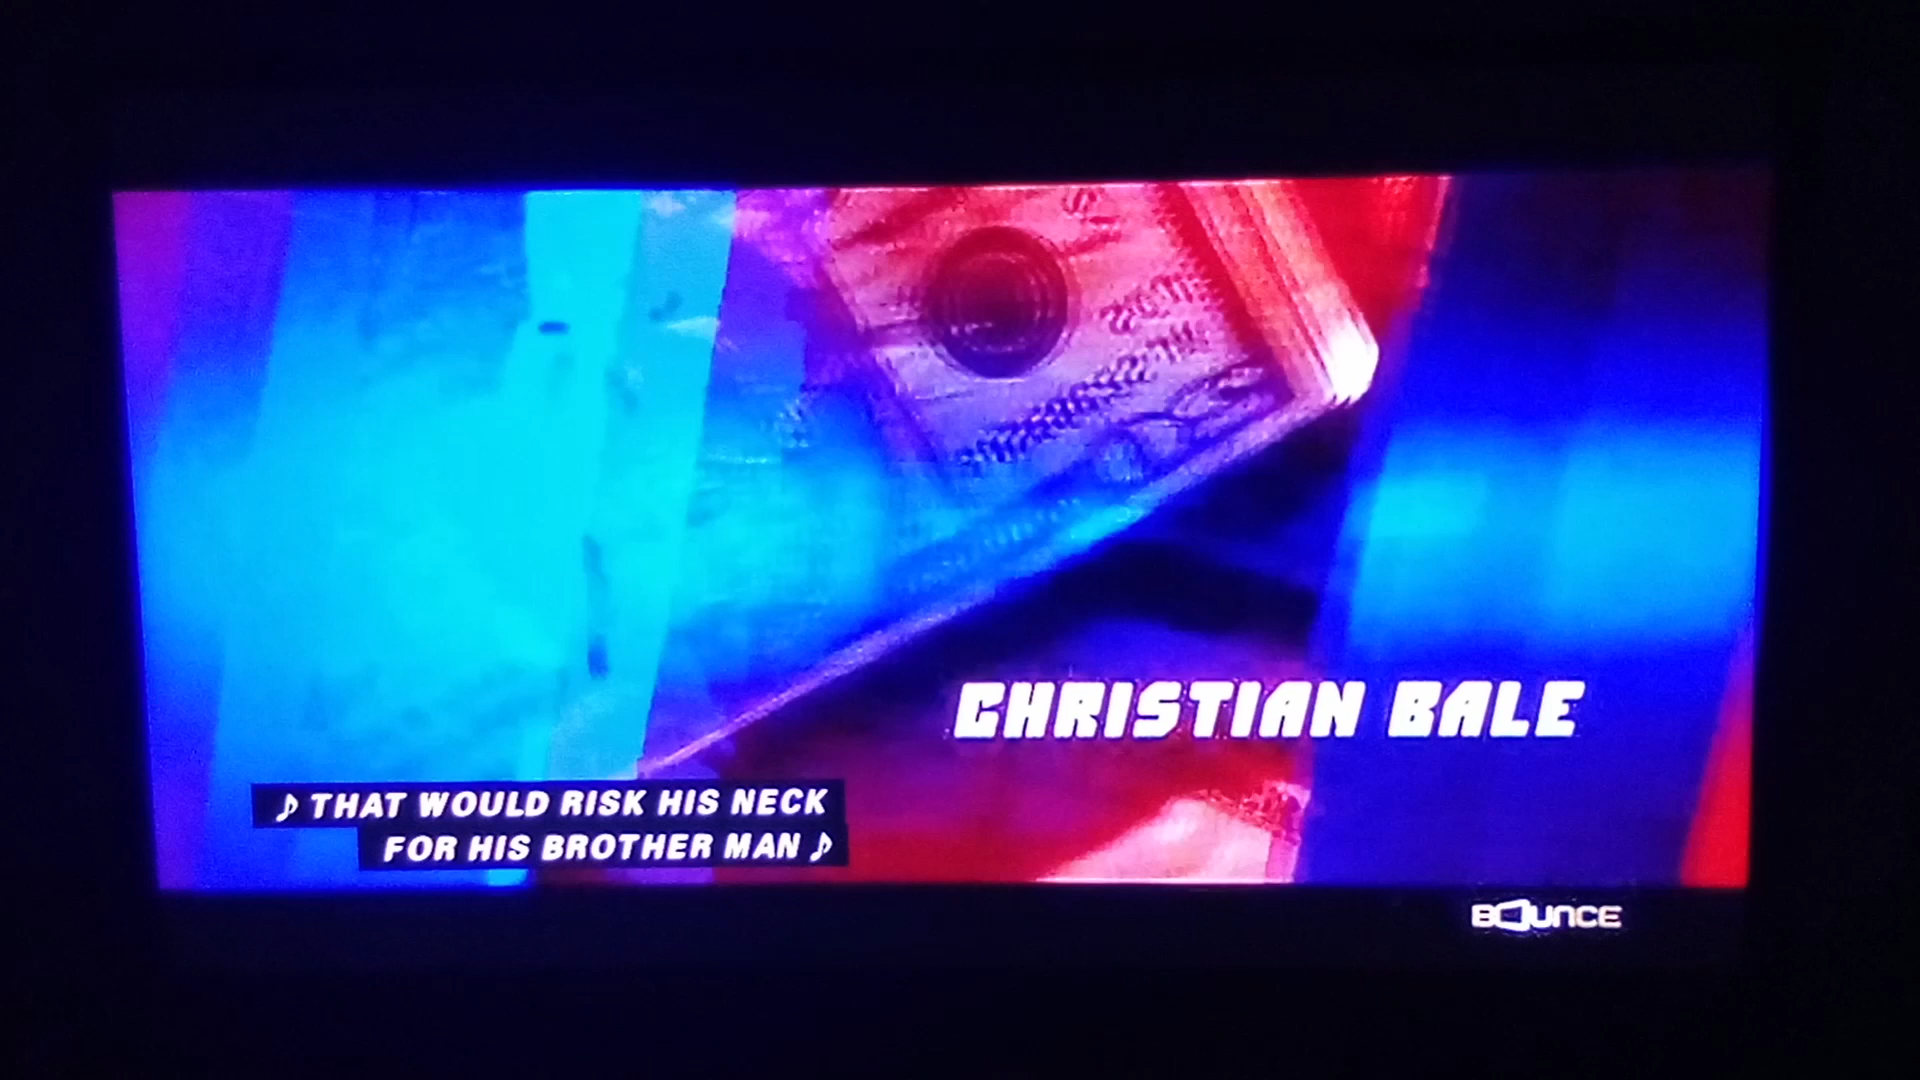 CHRISTIAN BALE
♪ THAT WOULD RISK HIS NECK
FOR HIS BROTHER MAN ♪
BOUNCE